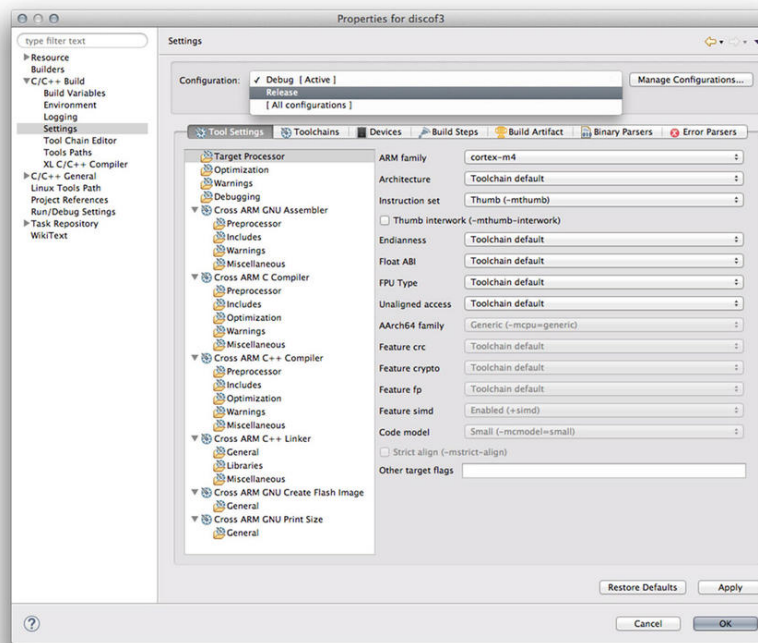 Properties for discof3
type filter text
Resource
Builders
C/C++ Build
Build Variables
Environment
Logging
Settings
Tool Chain Editor
Tools Paths
XL C/C++ Compiler
C/C++ General
Linux Tools Path
Project References
Run/Debug Settings
Task Repository
WikiText
Settings
Configuration:
✓ Debug [ Active ]
Release
[ All configurations ]
Manage Configurations...
Tool Settings Toolchains Devices Build Steps Build Artifact Binary Parsers Error Parsers
Target Processor
Optimization
Warnings
Debugging
Cross ARM GNU Assembler
Preprocessor
Includes
Warnings
Miscellaneous
Cross ARM C Compiler
Preprocessor
Includes
Optimization
Warnings
Miscellaneous
Cross ARM C++ Compiler
Preprocessor
Includes
Optimization
Warnings
Miscellaneous
Cross ARM C++ Linker
General
Libraries
Miscellaneous
Cross ARM GNU Create Flash Image
General
Cross ARM GNU Print Size
General
ARM family cortex-m4
Architecture Toolchain default
Instruction set Thumb (-mthumb)
Thumb interwork (-mthumb-interwork)
Endianness Toolchain default
Float ABI Toolchain default
FPU Type Toolchain default
Unaligned access Toolchain default
AArch64 family Generic (-mcpu=generic)
Feature crc Toolchain default
Feature crypto Toolchain default
Feature fp Toolchain default
Feature simd Enabled (+simd)
Code model Small (-mcmodel=small)
Strict align (-mstrict-align)
Other target flags
Restore Defaults Apply
? Cancel OK